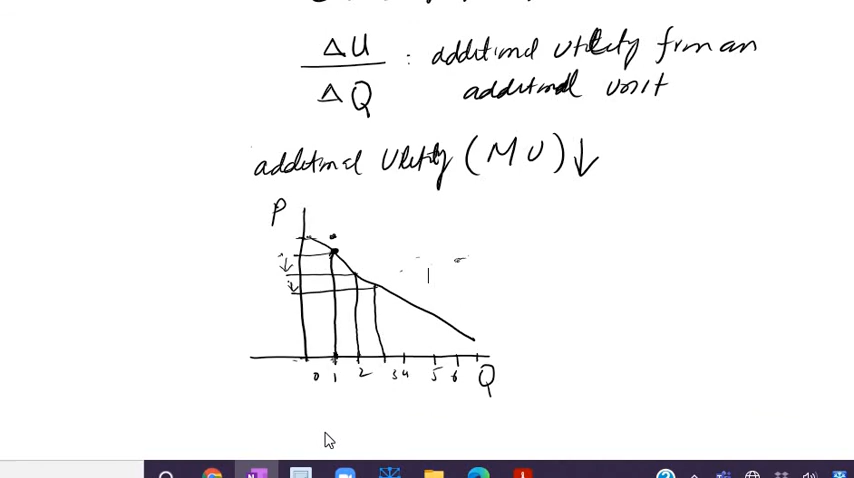 ΔU : additional utility from an
ΔQ additional unit
additional utility (MU) ↓
P
0 1 2 3 4 5 6 Q